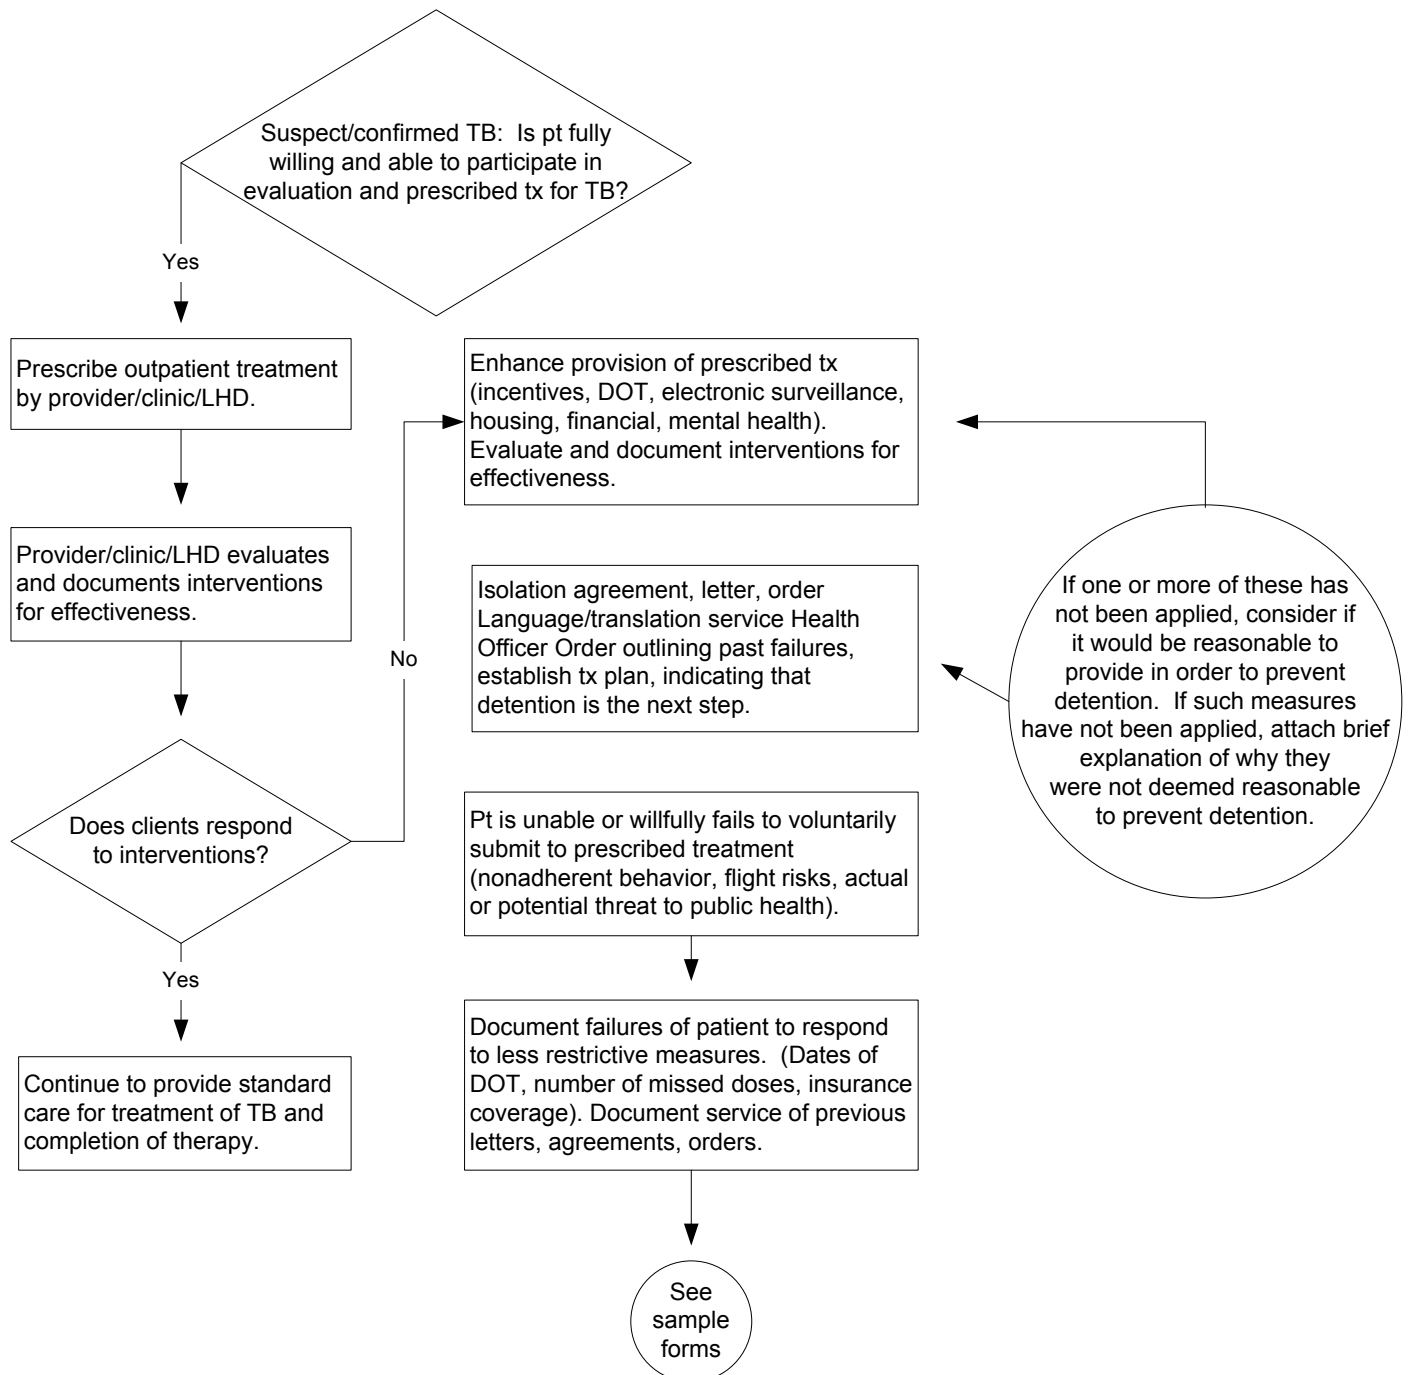 Suspect/confirmed TB:  Is pt fully
willing and able to participate in
evaluation and prescribed tx for TB?
Yes
Prescribe outpatient treatment
by provider/clinic/LHD.
Provider/clinic/LHD evaluates
and documents interventions
for effectiveness.
Does clients respond
to interventions?
No
Yes
Continue to provide standard
care for treatment of TB and
completion of therapy.
Enhance provision of prescribed tx
(incentives, DOT, electronic surveillance,
housing, financial, mental health).
Evaluate and document interventions for
effectiveness.
Isolation agreement, letter, order
Language/translation service Health
Officer Order outlining past failures,
establish tx plan, indicating that
detention is the next step.
If one or more of these has
not been applied, consider if
it would be reasonable to
provide in order to prevent
detention.  If such measures
have not been applied, attach brief
explanation of why they
were not deemed reasonable
to prevent detention.
Pt is unable or willfully fails to voluntarily
submit to prescribed treatment
(nonadherent behavior, flight risks, actual
or potential threat to public health).
Document failures of patient to respond
to less restrictive measures.  (Dates of
DOT, number of missed doses, insurance
coverage). Document service of previous
letters, agreements, orders.
See
sample
forms